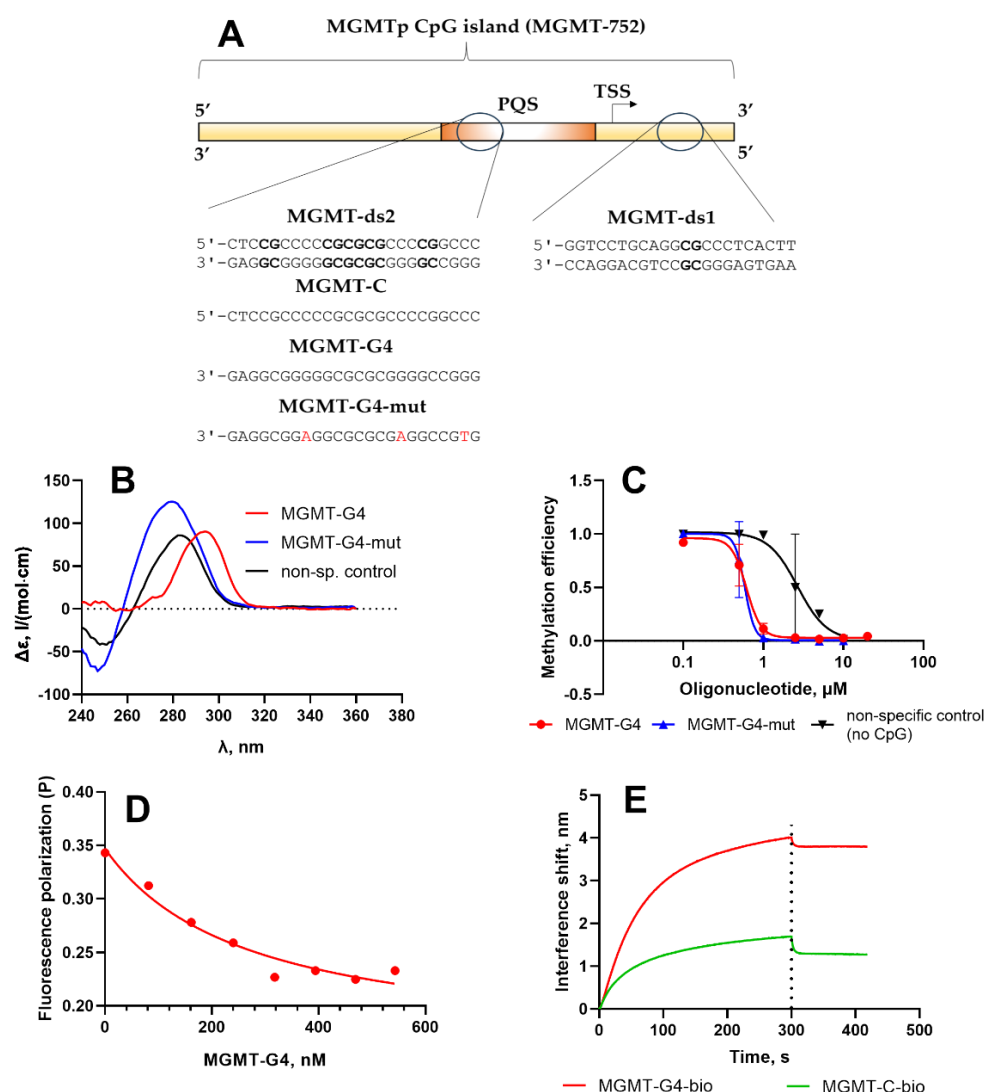 A
MGMTp CpG island (MGMT-752)
5′ PQS TSS 3′
3′ 5′
MGMT-ds2 MGMT-ds1
5'-CTCCGCCCCCGCGCGCCCCGGCCC 5'-GGTCCTGCAGGCGCCCTCACTT
3'-GAGGCGGGGGCGCGCGGGGCCGGG 3'-CCAGGACGTCCGCGGGAGTGAA
MGMT-C
5'-CTCCGCCCCCGCGCGCCCCGGCCC
MGMT-G4
3'-GAGGCGGGGGCGCGCGGGGCCGGG
MGMT-G4-mut
3'-GAGGCGGAGGCGCGCGAGGCCGTG
B
150
100
50
0
-50
-100
240 260 280 300 320 340 360 380
Δε, l/(mol·cm)
λ, nm
MGMT-G4
MGMT-G4-mut
non-sp. control
C
1.5
1.0
0.5
0.0
-0.5
0.1 1 10 100
Methylation efficiency
Oligonucleotide, µM
MGMT-G4 MGMT-G4-mut non-specific control
(no CpG)
D
0.40
0.35
0.30
0.25
0.20
0 200 400 600
Fluorescence polarization (P)
MGMT-G4, nM
E
5
4
3
2
1
0
0 100 200 300 400 500
Interference shift, nm
Time, s
MGMT-G4-bio MGMT-C-bio